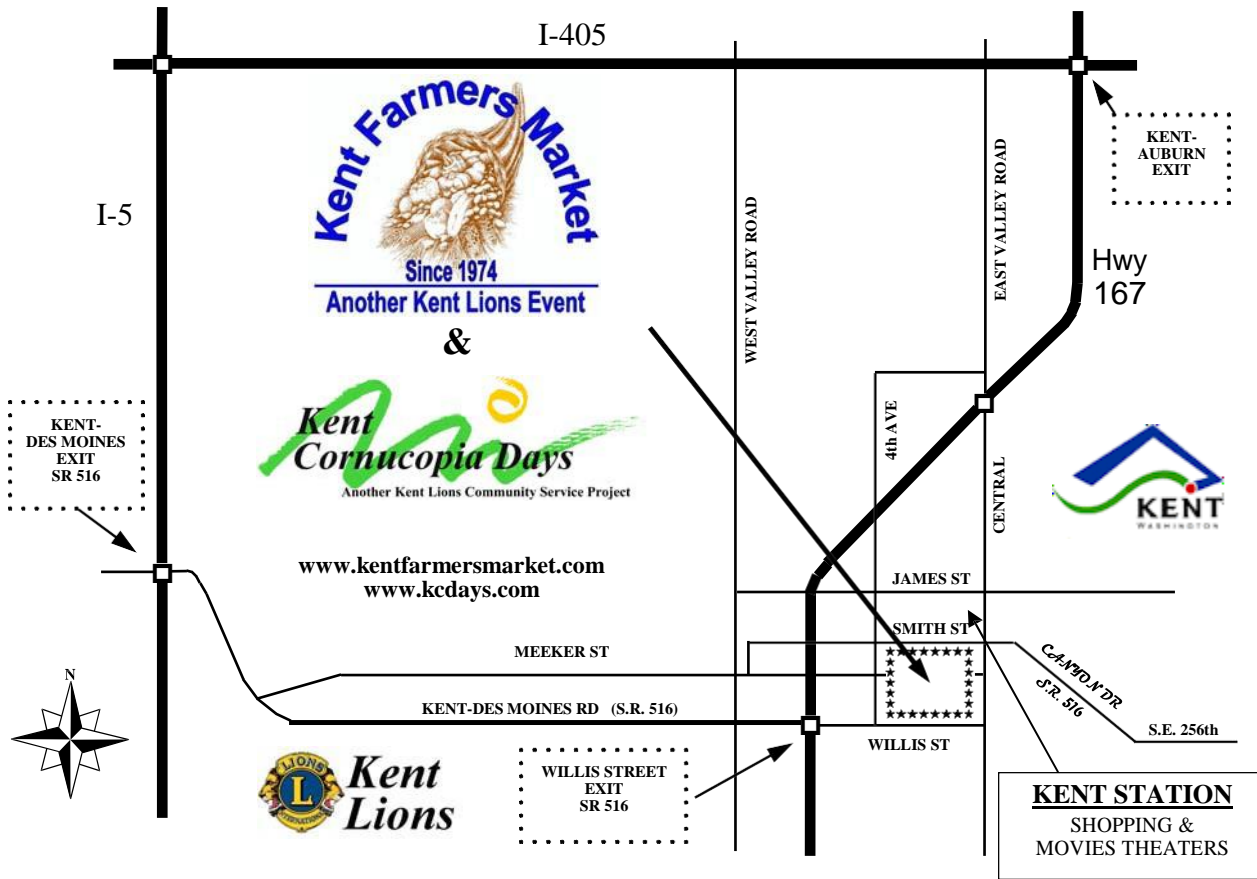 I-405
Kent Farmers Market
Since 1974
Another Kent Lions Event
&
I-5
KENT-
AUBURN
EXIT
WEST VALLEY ROAD
EAST VALLEY ROAD
Hwy
167
KENT-
DES MOINES
EXIT
SR 516
Kent
Cornucopia Days
Another Kent Lions Community Service Project
4th AVE
CENTRAL
KENT
WASHINGTON
www.kentfarmersmarket.com
www.kcdays.com
JAMES ST
SMITH ST
MEEKER ST
CANYON DR
S.R. 516
N
KENT-DES MOINES RD (S.R. 516)
S.E. 256th
WILLIS ST
LIONS
L
INTERNATIONAL
Kent
Lions
WILLIS STREET
EXIT
SR 516
KENT STATION
SHOPPING &
MOVIES THEATERS